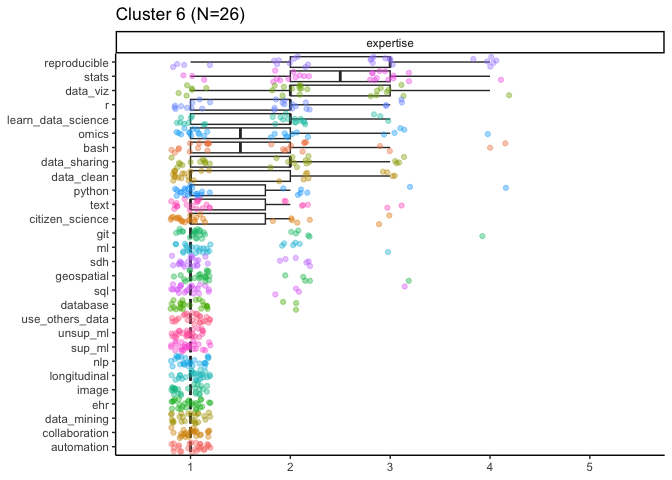 Cluster 6 (N=26)
expertise
reproducible
stats
data_viz
r
learn_data_science
omics
bash
data_sharing
data_clean
python
text
citizen_science
git
ml
sdh
geospatial
sql
database
use_others_data
unsup_ml
sup_ml
nlp
longitudinal
image
ehr
data_mining
collaboration
automation
1 2 3 4 5